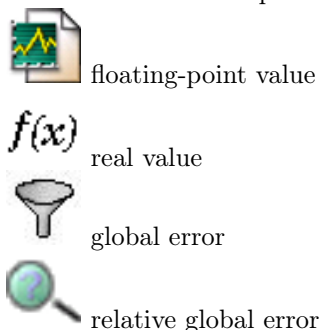 floating-point value
f(x) real value
global error
? relative global error